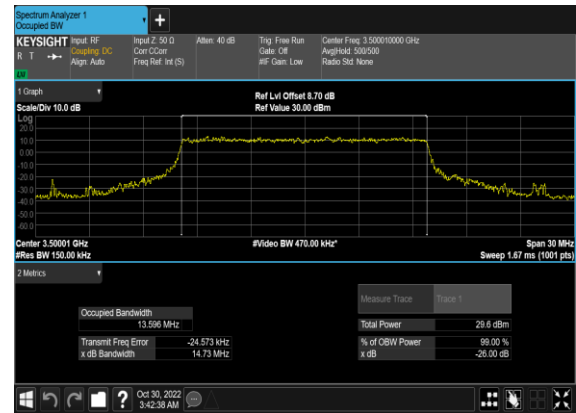 Spectrum Analyzer 1
Occupied BW
+
KEYSIGHT Input: RF Input Z: 50 Ω Atten: 40 dB Trig: Free Run Center Freq: 3.500010000 GHz
R T Coupling: DC Corr CCorr Gate: Off Avg|Hold: 500/500
Align: Auto Freq Ref: Int (S) #IF Gain: Low Radio Std: None
LU
1 Graph
Scale/Div 10.0 dB
Ref Lvl Offset 8.70 dB
Ref Value 30.00 dBm
Log
20.0
10.0
0.00
-10.0
-20.0
-30.0
-40.0
-50.0
-60.0
Center 3.50001 GHz #Video BW 470.00 kHz* Span 30 MHz
#Res BW 150.00 kHz Sweep 1.67 ms (1001 pts)
2 Metrics
Measure Trace Trace 1
Occupied Bandwidth
13.596 MHz
Total Power 29.6 dBm
Transmit Freq Error -24.573 kHz
% of OBW Power 99.00 %
x dB Bandwidth 14.73 MHz
x dB -26.00 dB
?
Oct 30, 2022
3:42:38 AM